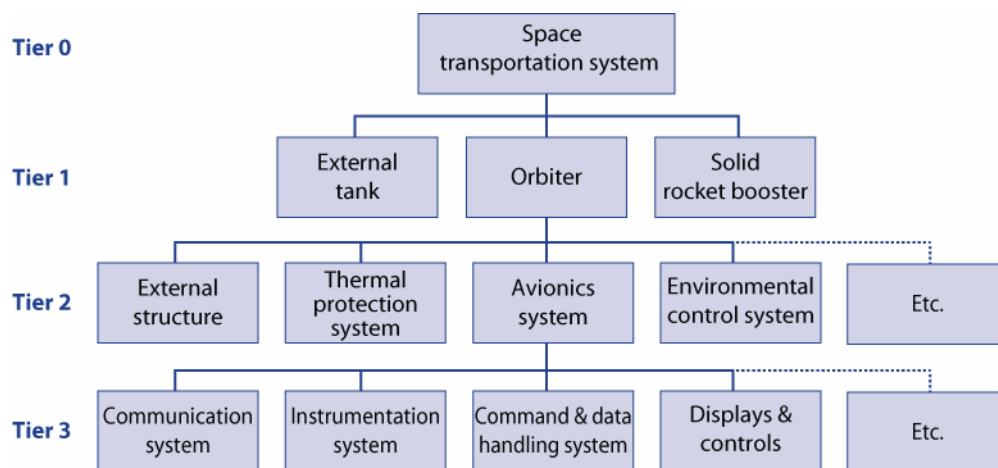 Tier 0
Space
transportation system
Tier 1
External
tank
Orbiter
Solid
rocket booster
Tier 2
External
structure
Thermal
protection
system
Avionics
system
Environmental
control system
Etc.
Tier 3
Communication
system
Instrumentation
system
Command & data
handling system
Displays &
controls
Etc.